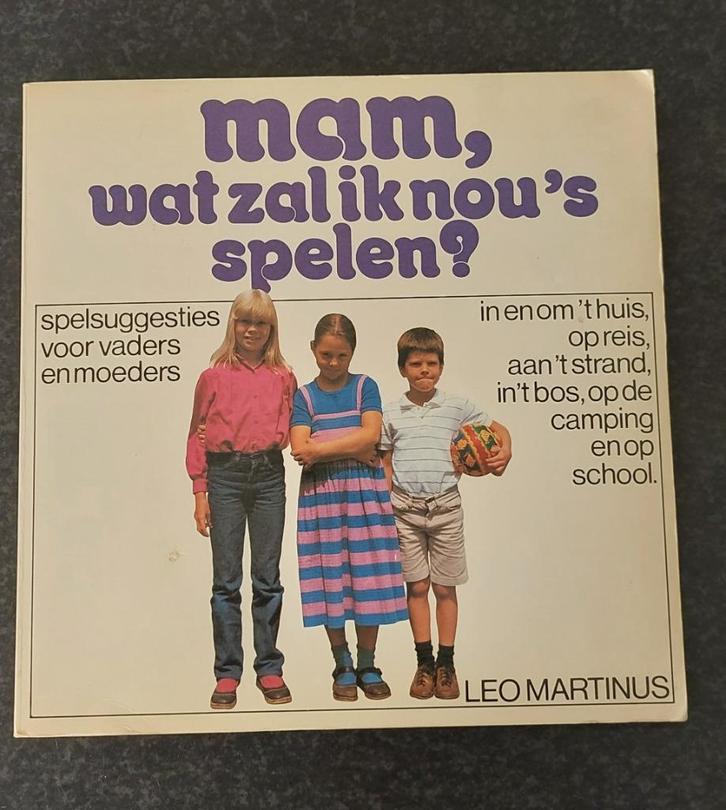 mam,
wat zal ik nou's
spelen?
spelsuggesties
voor vaders
en moeders
in en om 't huis,
op reis,
aan 't strand,
in't bos, op de
camping
en op
school.
LEO MARTINUS